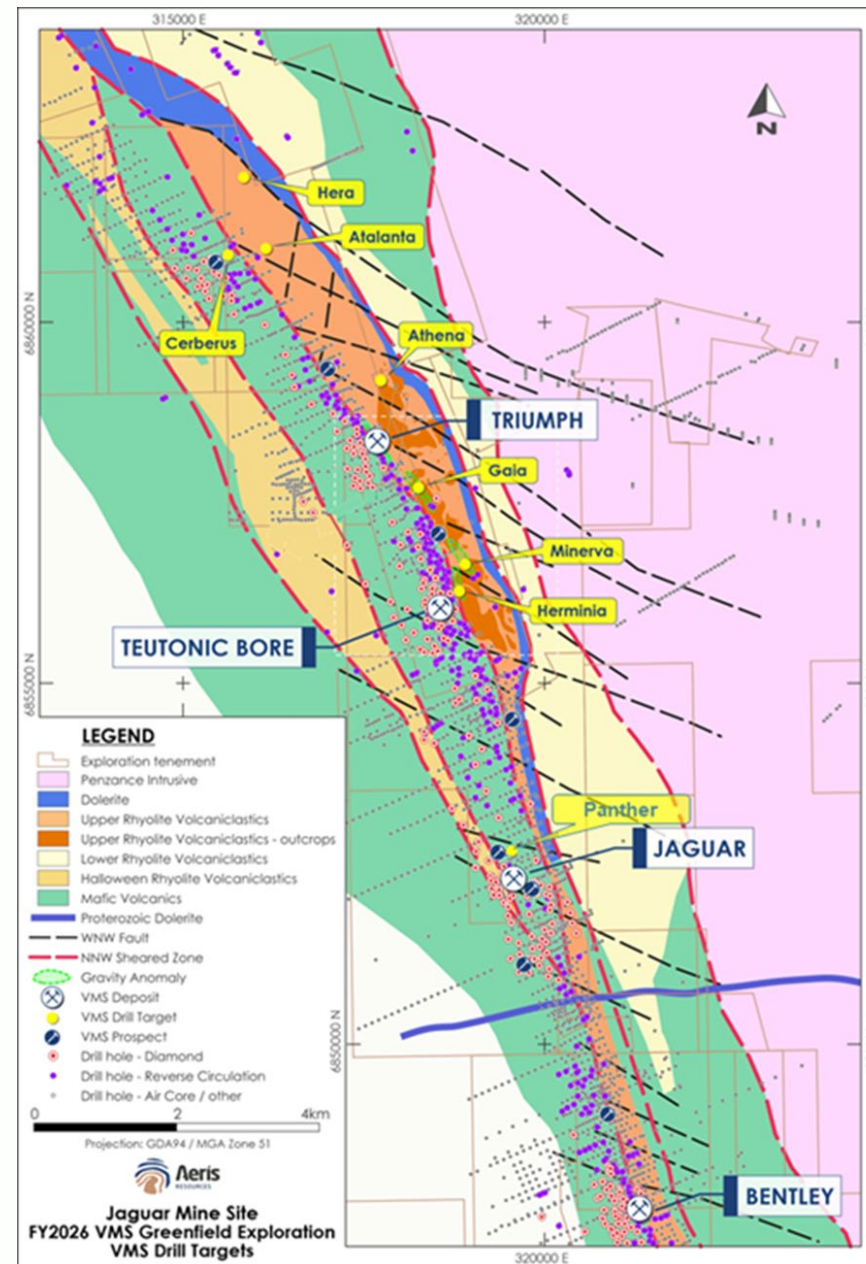 315000 E
320000 E
N
Hera
Atalanta
6860000 N
Cerberus
Athena
TRIUMPH
Gaia
Minerva
Herminia
TEUTONIC BORE
6855000 N
LEGEND
Exploration tenement
Penzance Intrusive
Dolerite
Upper Rhyolite Volcaniclastics
Upper Rhyolite Volcaniclastics - outcrops
Lower Rhyolite Volcaniclastics
Halloween Rhyolite Volcaniclastics
Mafic Volcanics
Proterozoic Dolerite
WNW Fault
NNW Sheared Zone
Gravity Anomaly
VMS Deposit
VMS Drill Target
VMS Prospect
Drill hole - Diamond
Drill hole - Reverse Circulation
Drill hole - Air Core / other
0 2 4km
Projection: GDA94 / MGA Zone 51
Aeris
RESOURCES
Jaguar Mine Site
FY2026 VMS Greenfield Exploration
VMS Drill Targets
Panther
JAGUAR
6850000 N
BENTLEY
320000 E